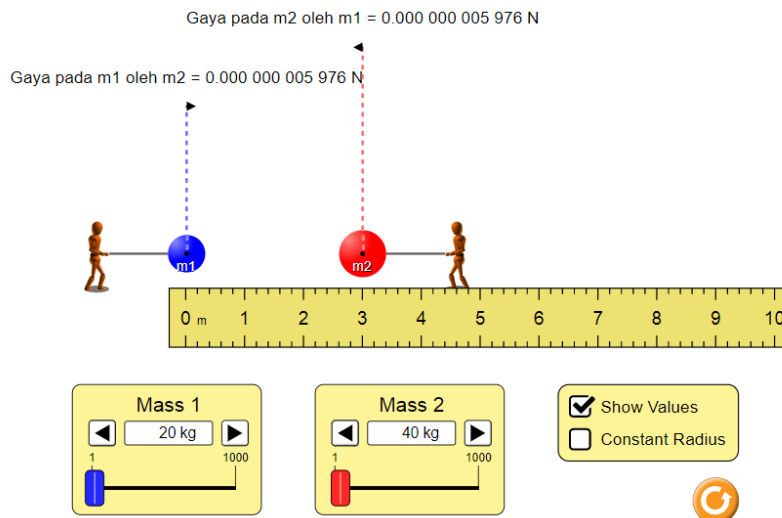 Gaya pada m2 oleh m1 = 0.000 000 005 976 N
Gaya pada m1 oleh m2 = 0.000 000 005 976 N
m1 m2
0 m 1 2 3 4 5 6 7 8 9 10
Mass 1
20 kg
1 1000
Mass 2
40 kg
1 1000
Show Values
Constant Radius